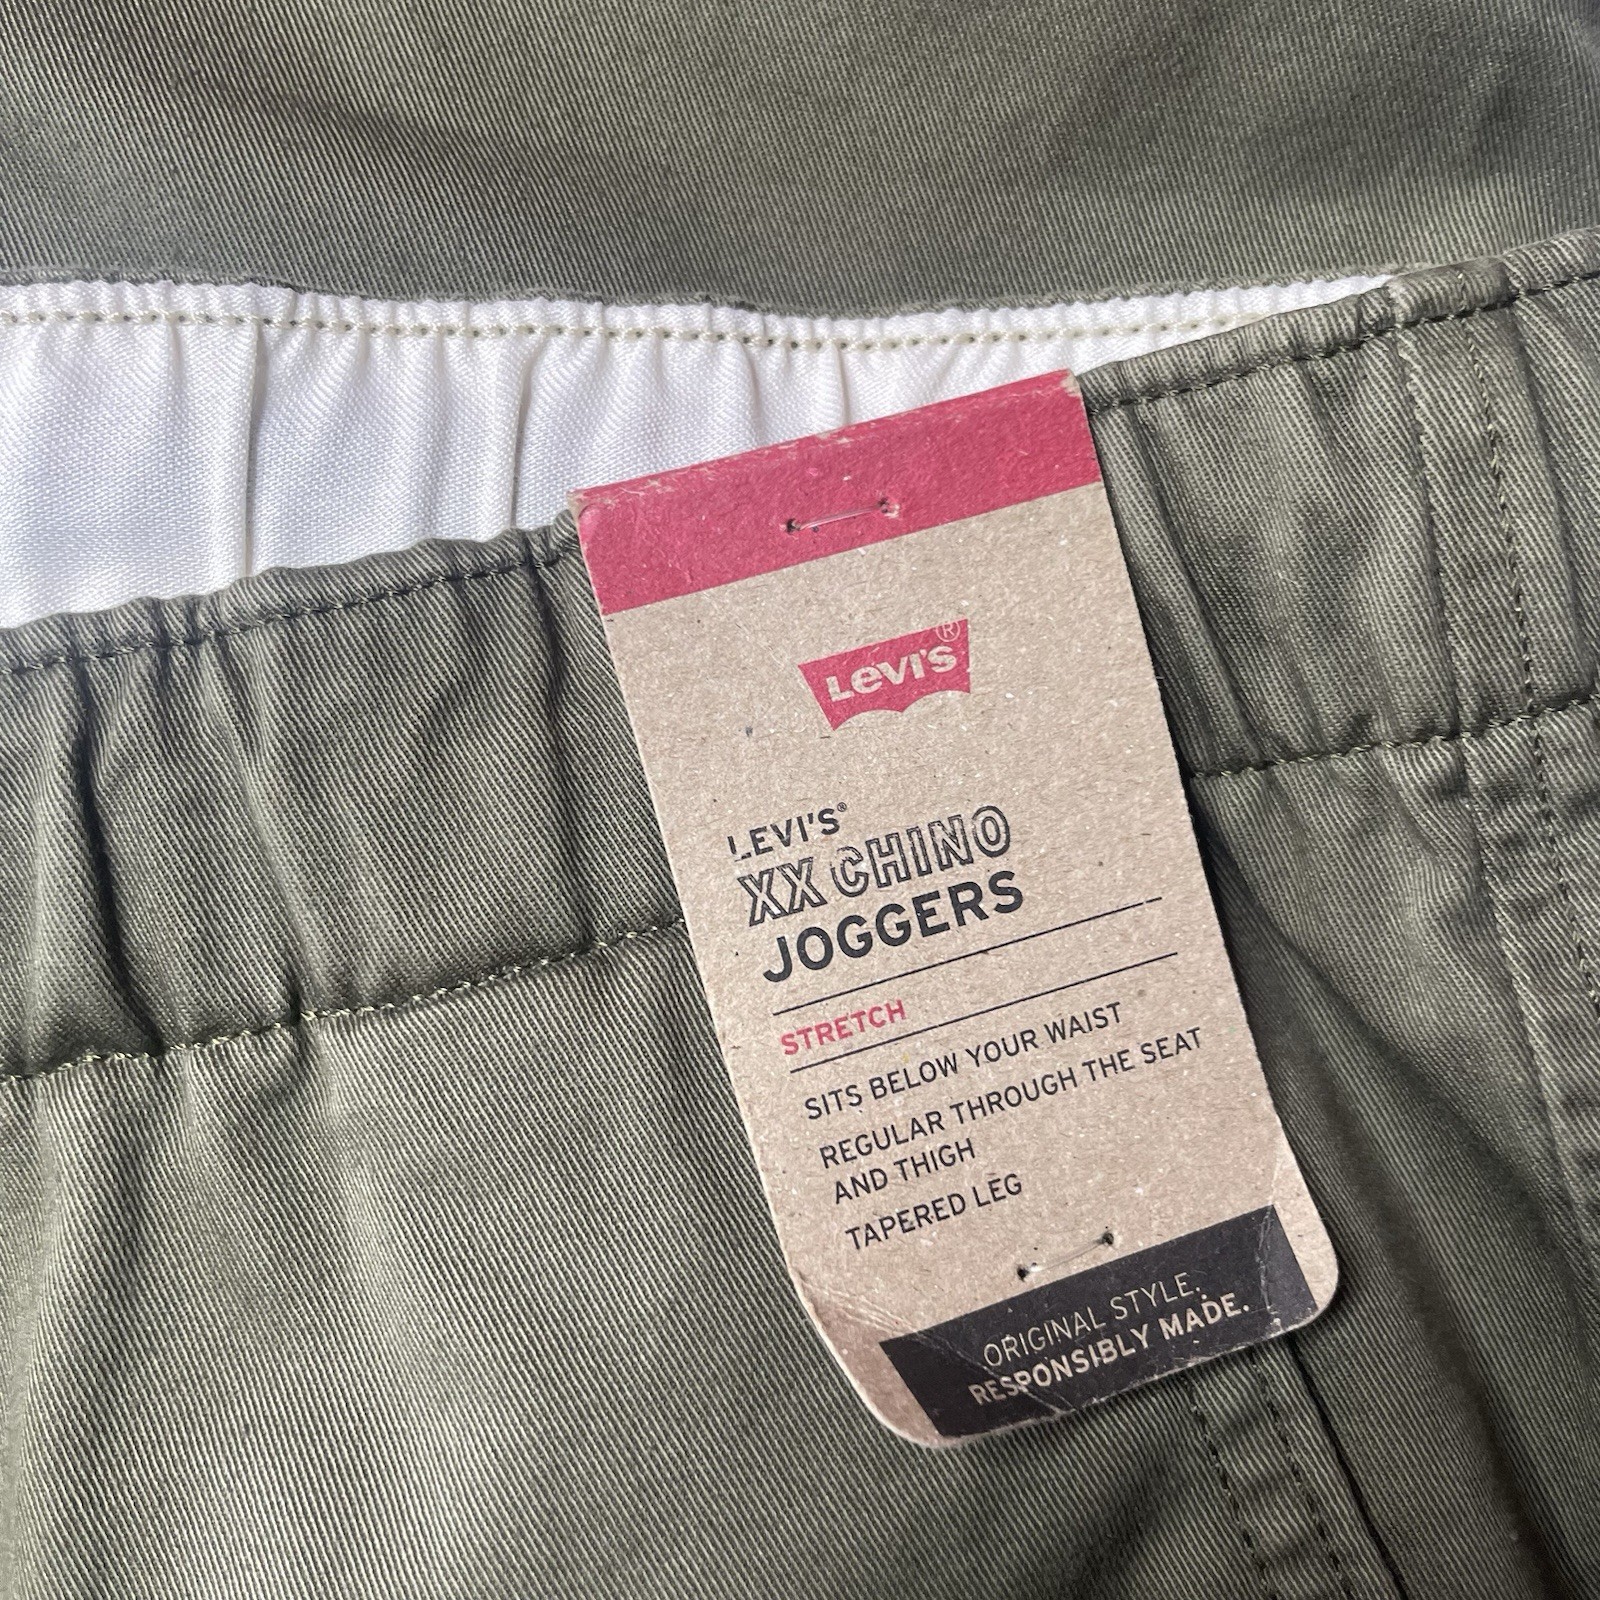 LEVI'S®
LEVI'S®
XX CHINO
JOGGERS
STRETCH
SITS BELOW YOUR WAIST
REGULAR THROUGH THE SEAT
AND THIGH
TAPERED LEG
ORIGINAL STYLE.
RESPONSIBLY MADE.